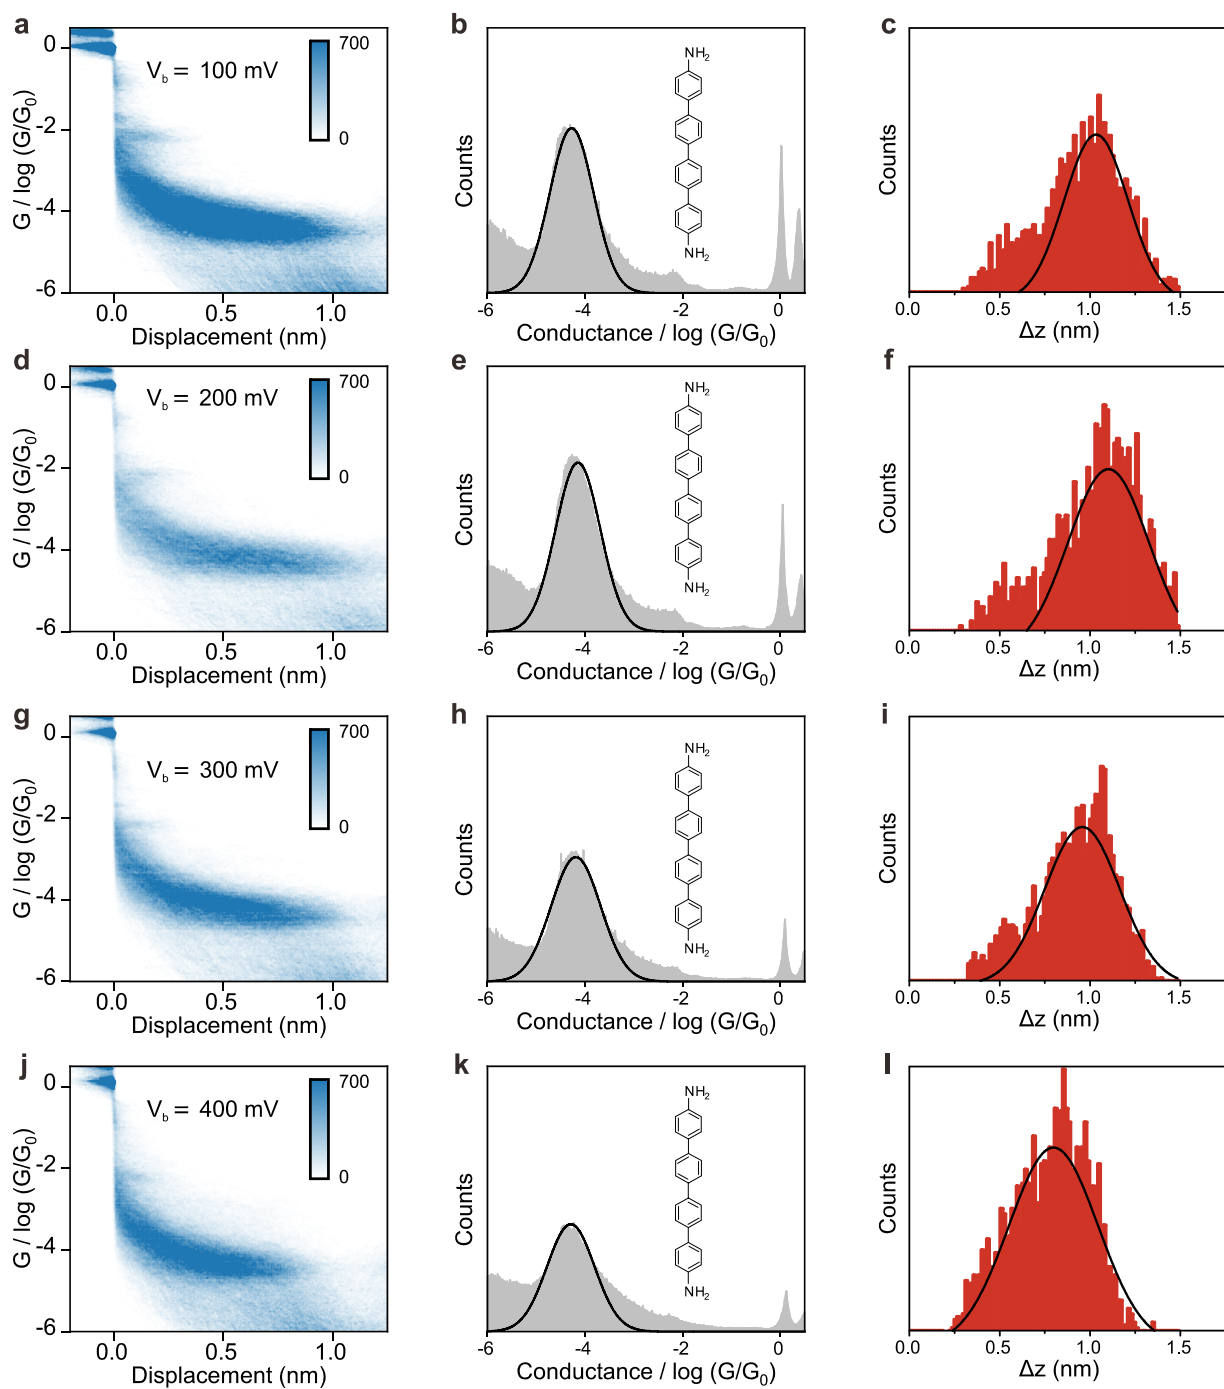 a
G / log (G/G₀)
0
-2
-4
-6
V_b = 100 mV
700
0
0.0 0.5 1.0
Displacement (nm)
b
Counts
NH₂
NH₂
-6 -4 -2 0
Conductance / log (G/G₀)
c
Counts
0.0 0.5 1.0 1.5
Δz (nm)
d
G / log (G/G₀)
0
-2
-4
-6
V_b = 200 mV
700
0
0.0 0.5 1.0
Displacement (nm)
e
Counts
NH₂
NH₂
-6 -4 -2 0
Conductance / log (G/G₀)
f
Counts
0.0 0.5 1.0 1.5
Δz (nm)
g
G / log (G/G₀)
0
-2
-4
-6
V_b = 300 mV
700
0
0.0 0.5 1.0
Displacement (nm)
h
Counts
NH₂
NH₂
-6 -4 -2 0
Conductance / log (G/G₀)
i
Counts
0.0 0.5 1.0 1.5
Δz (nm)
j
G / log (G/G₀)
0
-2
-4
-6
V_b = 400 mV
700
0
0.0 0.5 1.0
Displacement (nm)
k
Counts
NH₂
NH₂
-6 -4 -2 0
Conductance / log (G/G₀)
l
Counts
0.0 0.5 1.0 1.5
Δz (nm)